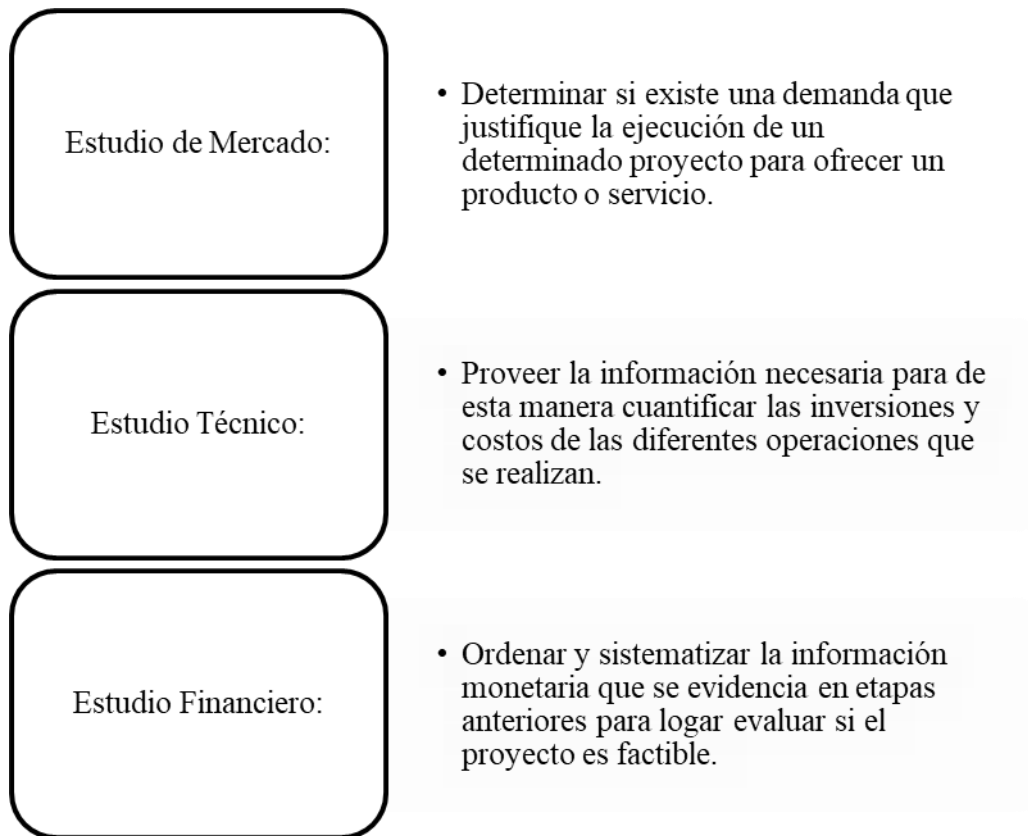 Estudio de Mercado:
• Determinar si existe una demanda que
justifique la ejecución de un
determinado proyecto para ofrecer un
producto o servicio.
Estudio Técnico:
• Proveer la información necesaria para de
esta manera cuantificar las inversiones y
costos de las diferentes operaciones que
se realizan.
Estudio Financiero:
• Ordenar y sistematizar la información
monetaria que se evidencia en etapas
anteriores para logar evaluar si el
proyecto es factible.